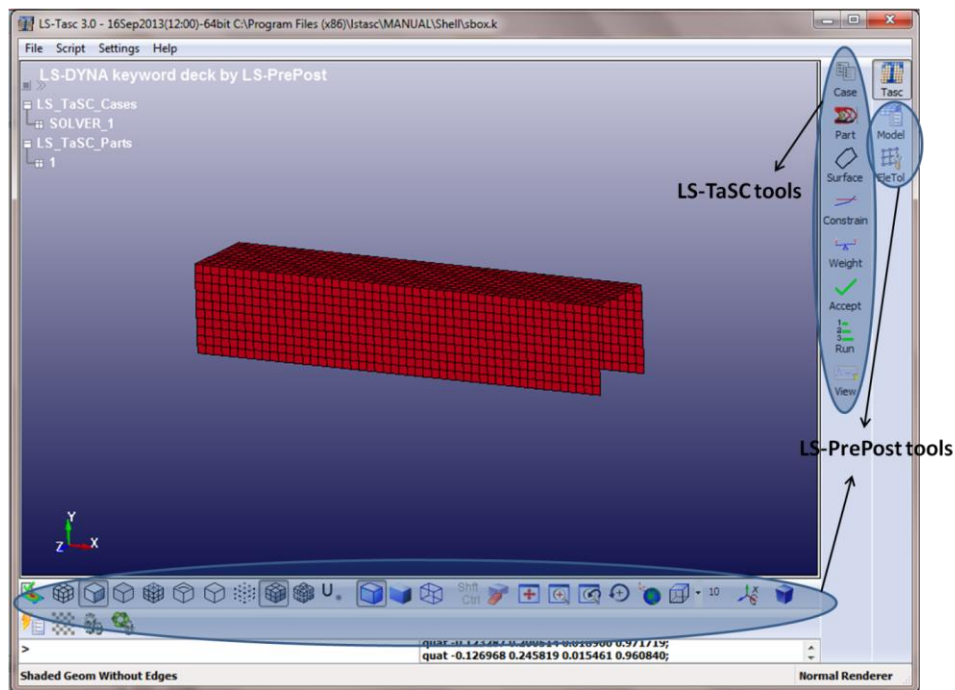 LS-Tasc 3.0 - 16Sep2013(12:00)-64bit C:\Program Files (x86)\lstasc\MANUAL\Shell\sbox.k
File Script Settings Help
LS-DYNA keyword deck by LS-PrePost
LS_TaSC_Cases
SOLVER_1
LS_TaSC_Parts
1
Case
Tasc
Part
Model
Surface
EleTol
LS-TaSC tools
Constrain
Weight
Accept
1
2
3
Run
View
LS-PrePost tools
Y
Z X
Shft
Ctrl
10
>
quat -0.126968 0.245819 0.015461 0.960840;
Shaded Geom Without Edges
Normal Renderer